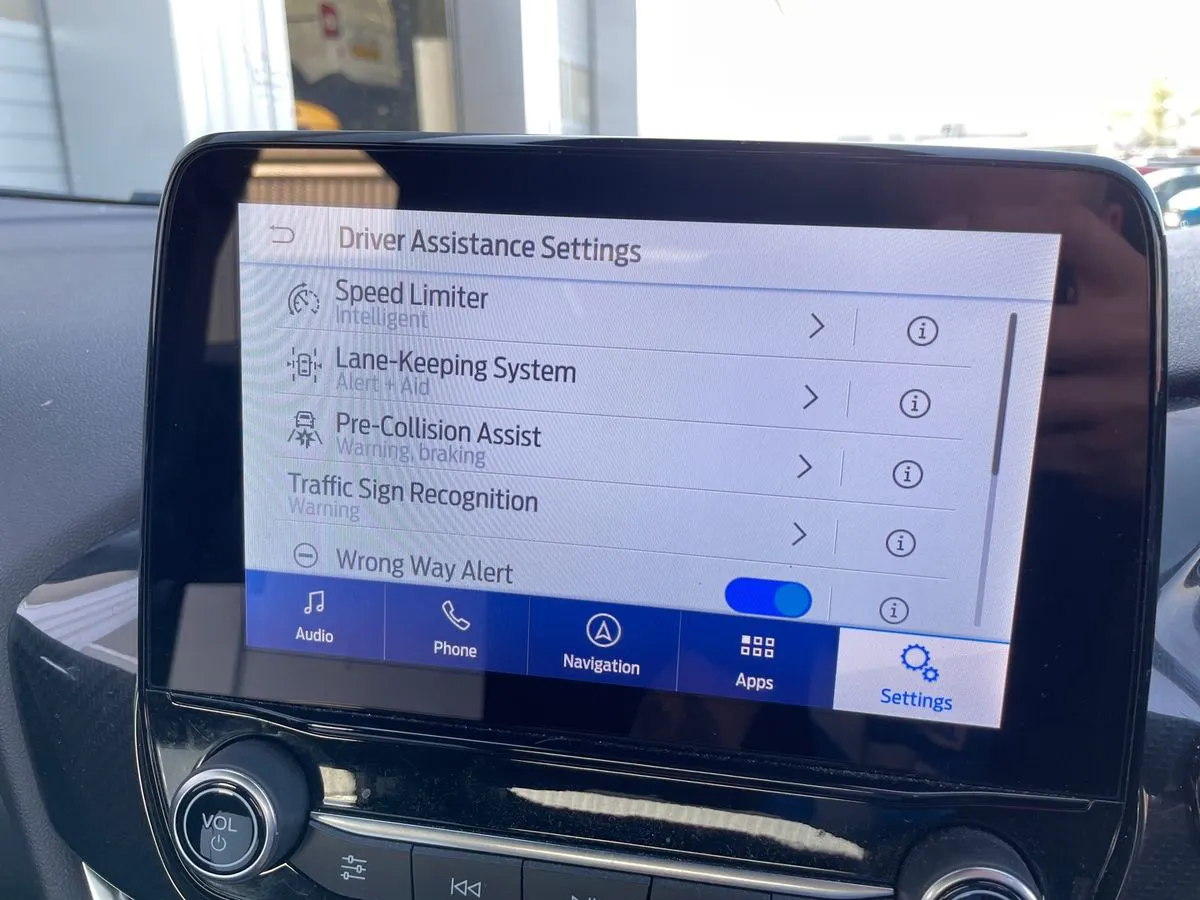 Driver Assistance Settings
Speed Limiter
Intelligent
Lane-Keeping System
Alert + Aid
Pre-Collision Assist
Warning, braking
Traffic Sign Recognition
Warning
Wrong Way Alert
Audio
Phone
Navigation
Apps
Settings
VOL